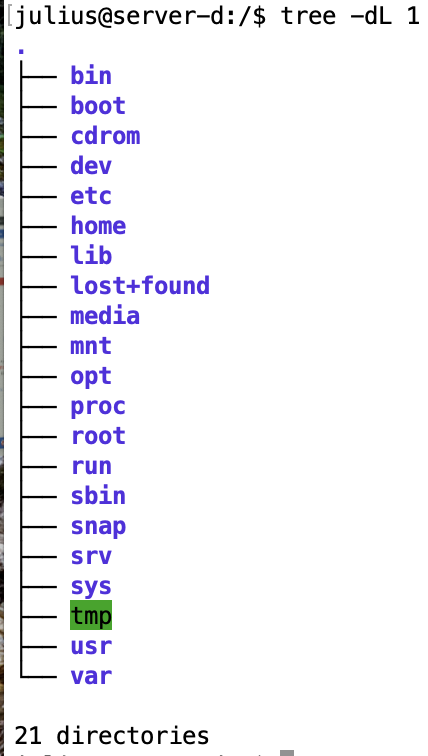 [julius@server-d:/$ tree -dL 1
.
├── bin
├── boot
├── cdrom
├── dev
├── etc
├── home
├── lib
├── lost+found
├── media
├── mnt
├── opt
├── proc
├── root
├── run
├── sbin
├── snap
├── srv
├── sys
├── tmp
├── usr
└── var
21 directories